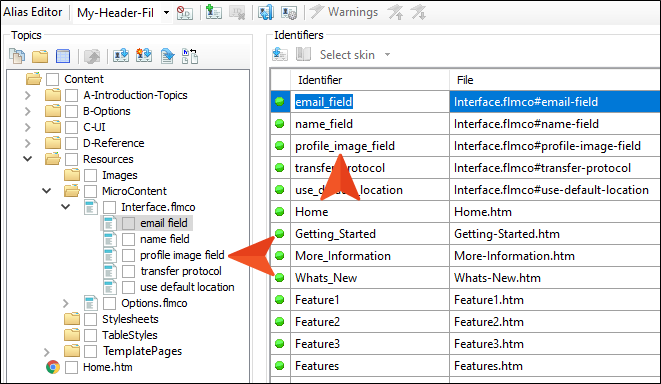 Alias Editor My-Header-Fil Warnings
Topics
Content
A-Introduction-Topics
B-Options
C-UI
D-Reference
Resources
Images
MicroContent
Interface.flmco
email field
name field
profile image field
transfer protocol
use default location
Options.flmco
Stylesheets
TableStyles
TemplatePages
Home.htm
Identifiers
Select skin
Identifier File
email_field Interface.flmco#email-field
name_field Interface.flmco#name-field
profile_image_field Interface.flmco#profile-image-field
Interface.flmco#transfer-protocol
Interface.flmco#use-default-location
Home Home.htm
Getting_Started Getting-Started.htm
More_Information More-Information.htm
Whats_New Whats-New.htm
Feature1 Feature1.htm
Feature2 Feature2.htm
Feature3 Feature3.htm
Features Features.htm